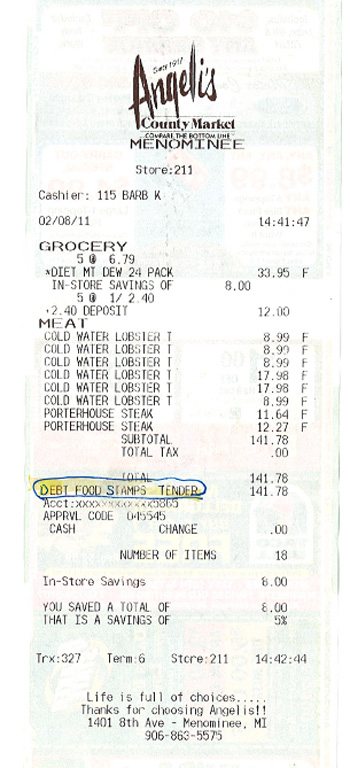 Since 1917
Angeli's
County Market
COMPARE THE BOTTOM LINE
MENOMINEE
Store:211
Cashier: 115 BARB K
02/08/11 14:41:47
GROCERY
5 @ 6.79
*DIET MT DEW 24 PACK 33.95 F
IN-STORE SAVINGS OF 8.00
5 @ 1/ 2.40
+2.40 DEPOSIT 12.00
MEAT
COLD WATER LOBSTER T 8.99 F
COLD WATER LOBSTER T 8.99 F
COLD WATER LOBSTER T 8.99 F
COLD WATER LOBSTER T 17.98 F
COLD WATER LOBSTER T 17.98 F
COLD WATER LOBSTER T 8.99 F
PORTERHOUSE STEAK 11.64 F
PORTERHOUSE STEAK 12.27 F
SUBTOTAL 141.78
TOTAL TAX .00
TOTAL 141.78
DEBT FOOD STAMPS TENDER 141.78
APPRVL CODE 045545
CASH CHANGE .00
NUMBER OF ITEMS 18
In-Store Savings 8.00
YOU SAVED A TOTAL OF 8.00
THAT IS A SAVINGS OF 5%
Trx:327 Term:6 Store:211 14:42:44
Life is full of choices.....
Thanks for choosing Angelis!!
1401 8th Ave - Menominee, MI
906-863-5575